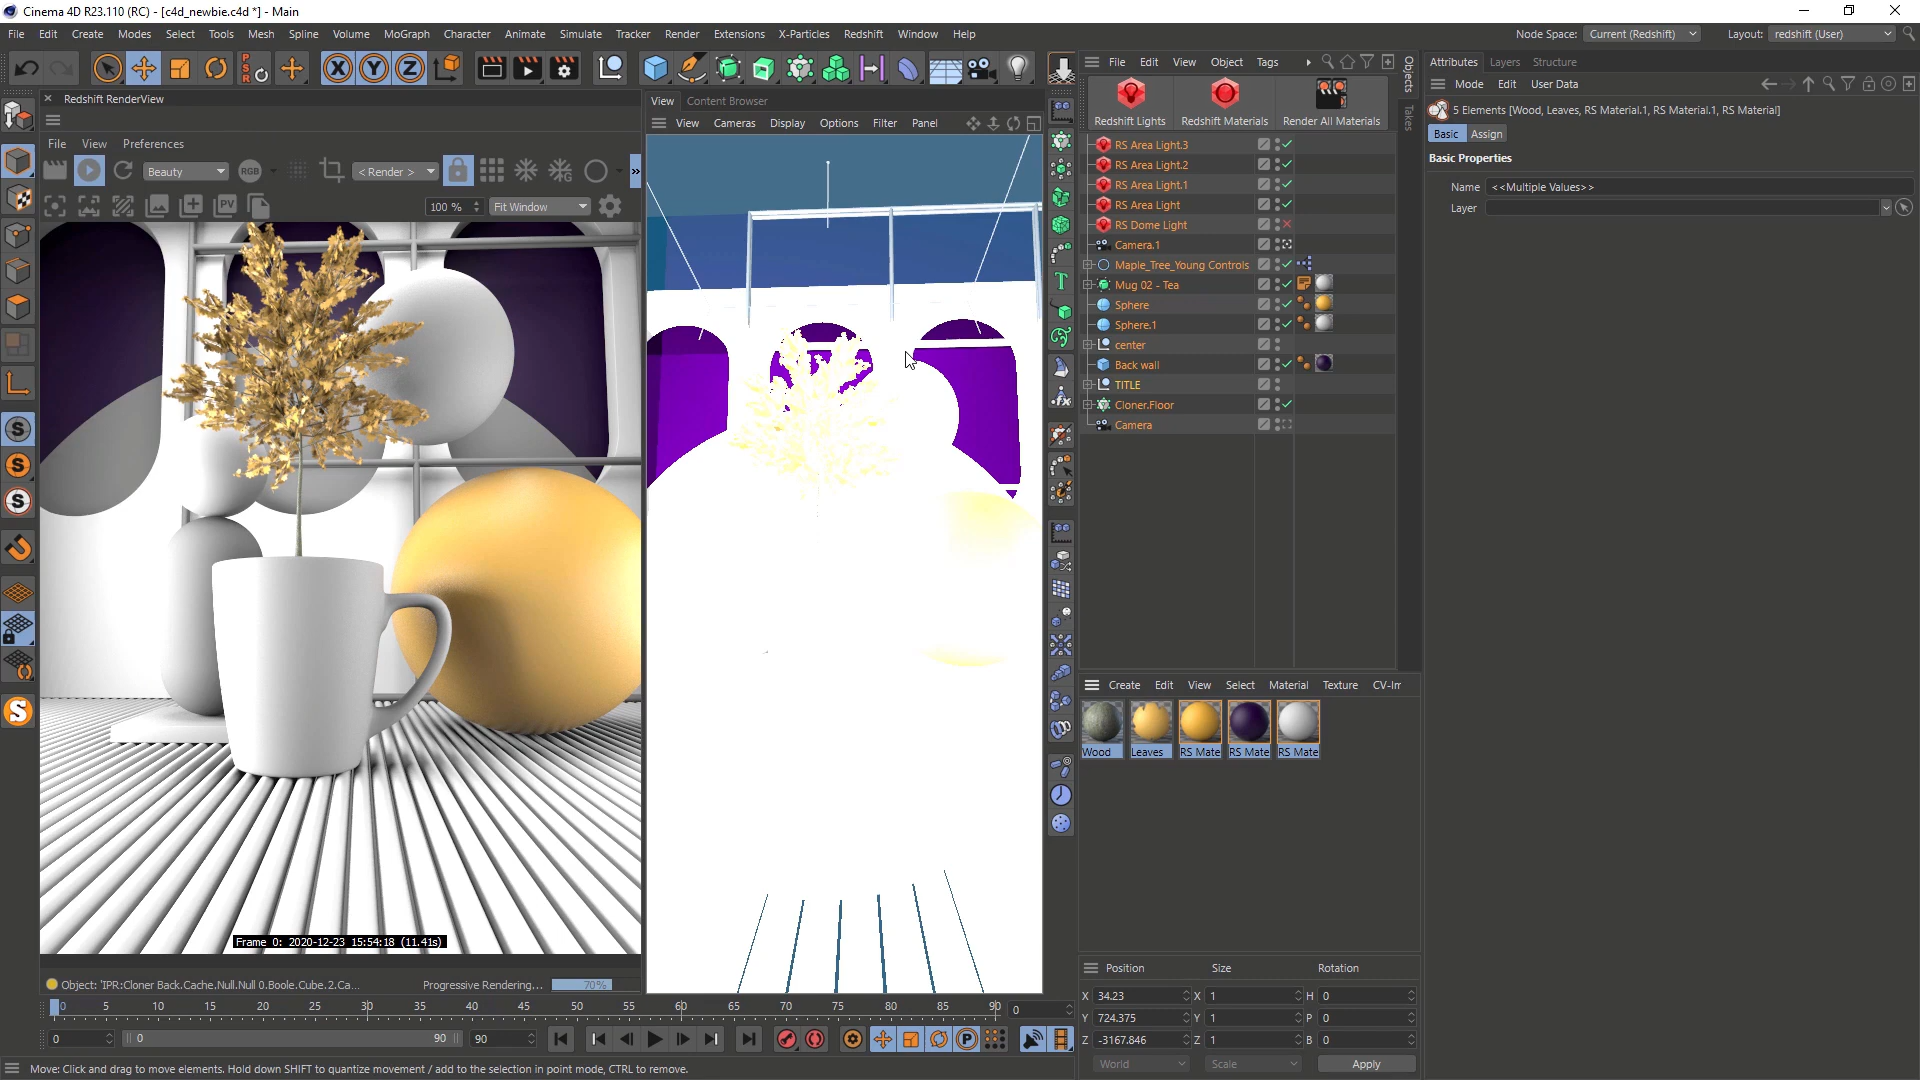 Cinema 4D R23.110 (RC) - [c4d_newbie.c4d *] - Main
File Edit Create Modes Select Tools Mesh Spline Volume MoGraph Character Animate Simulate Tracker Render Extensions X-Particles Redshift Window Help
Node Space: Current (Redshift) Layout: redshift (User)
PSR X Y Z
Redshift RenderView
File View Preferences
Beauty RGB < Render >
PV 100 % Fit Window
Frame 0: 2020-12-23 15:54:18 (11.41s)
Object: 'IPR:Cloner Back.Cache.Null.Null 0.Boole.Cube.2.Ca... Progressive Rendering... 70%
View Content Browser
View Cameras Display Options Filter Panel
File Edit View Object Tags
Redshift Lights Redshift Materials Render All Materials
RS Area Light.3
RS Area Light.2
RS Area Light.1
RS Area Light
RS Dome Light
Camera.1
Maple_Tree_Young Controls
Mug 02 - Tea
Sphere
Sphere.1
center
Back wall
TITLE
Cloner.Floor
Camera
Objects
Takes
Create Edit View Select Material Texture CV-Ir
Wood Leaves RS Mate RS Mate RS Mate
Attributes Layers Structure
Mode Edit User Data
5 Elements [Wood, Leaves, RS Material.1, RS Material.1, RS Material]
Basic Assign
Basic Properties
Name <<Multiple Values>>
Layer
Position Size Rotation
X 34.23 X 1 H 0
Y 724.375 Y 1 P 0
Z -3167.846 Z 1 B 0
World Scale Apply
0 5 10 15 20 25 30 35 40 45 50 55 60 65 70 75 80 85 90 0
0 0 90 90
Move: Click and drag to move elements. Hold down SHIFT to quantize movement / add to the selection in point mode, CTRL to remove.